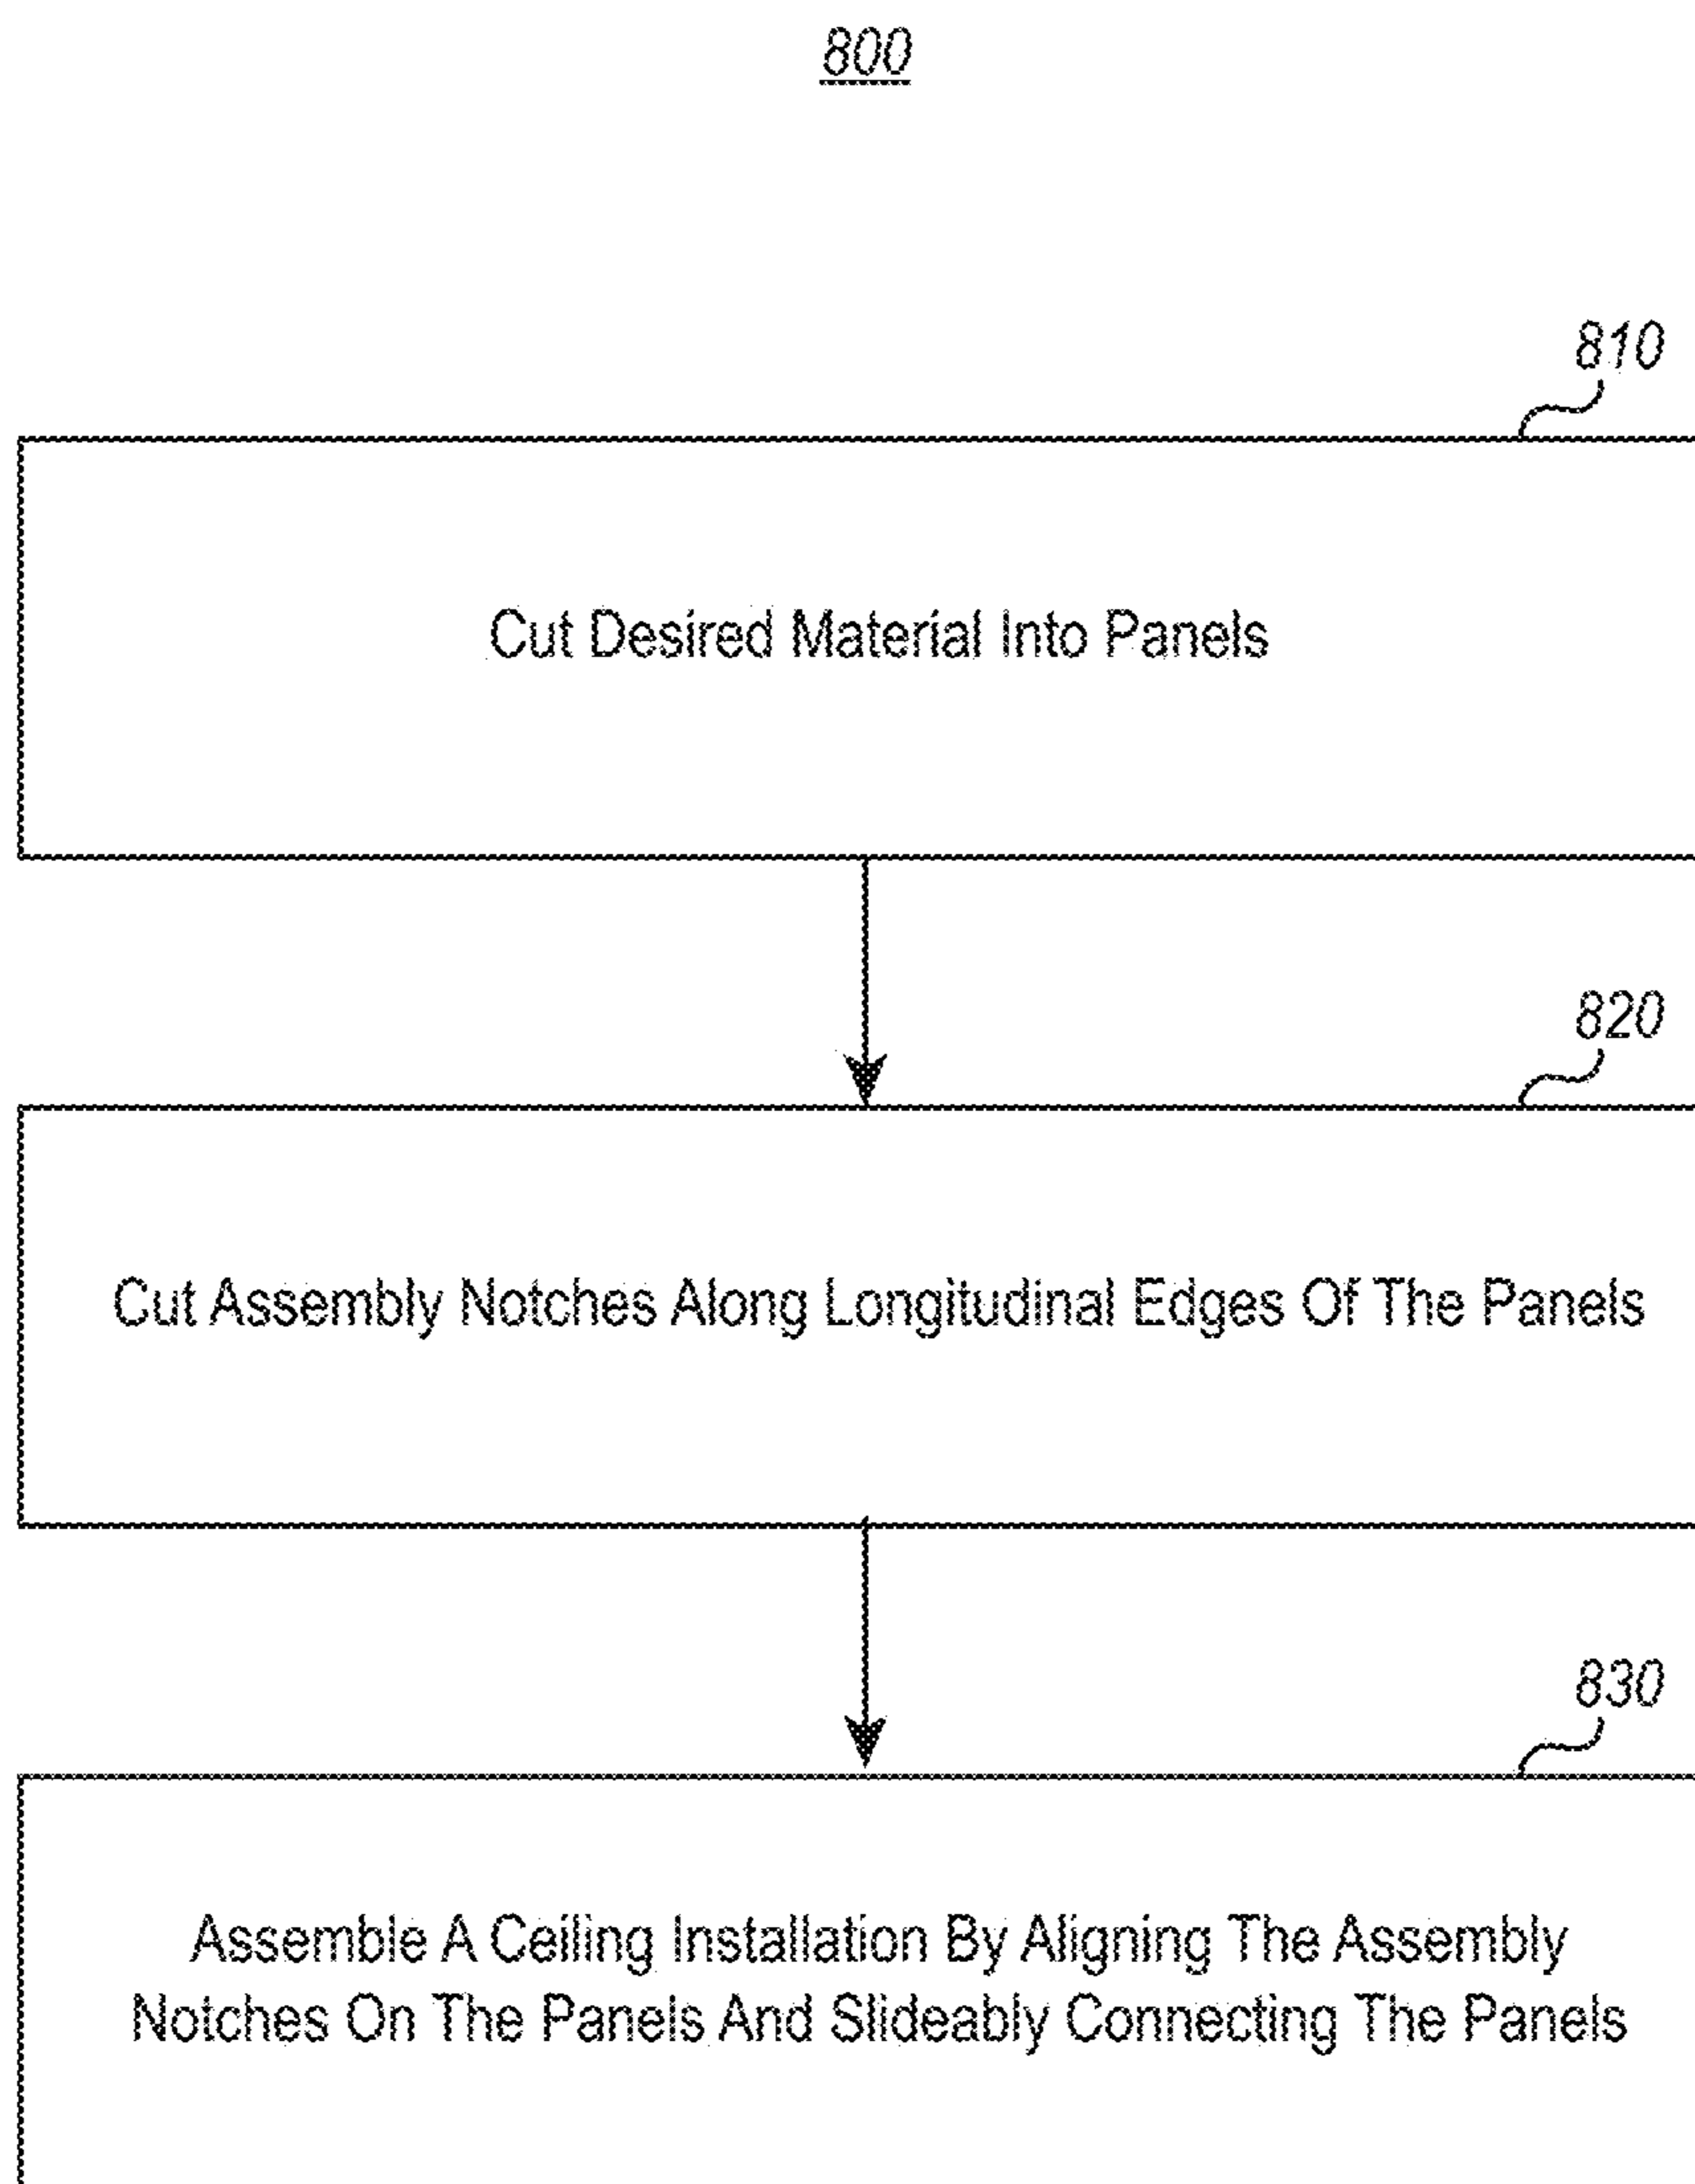 800
810
Cut Desired Material Into Panels
820
Cut Assembly Notches Along Longitudinal Edges Of The Panels
830
Assemble A Ceiling Installation By Aligning The Assembly
Notches On The Panels And Slideably Connecting The Panels